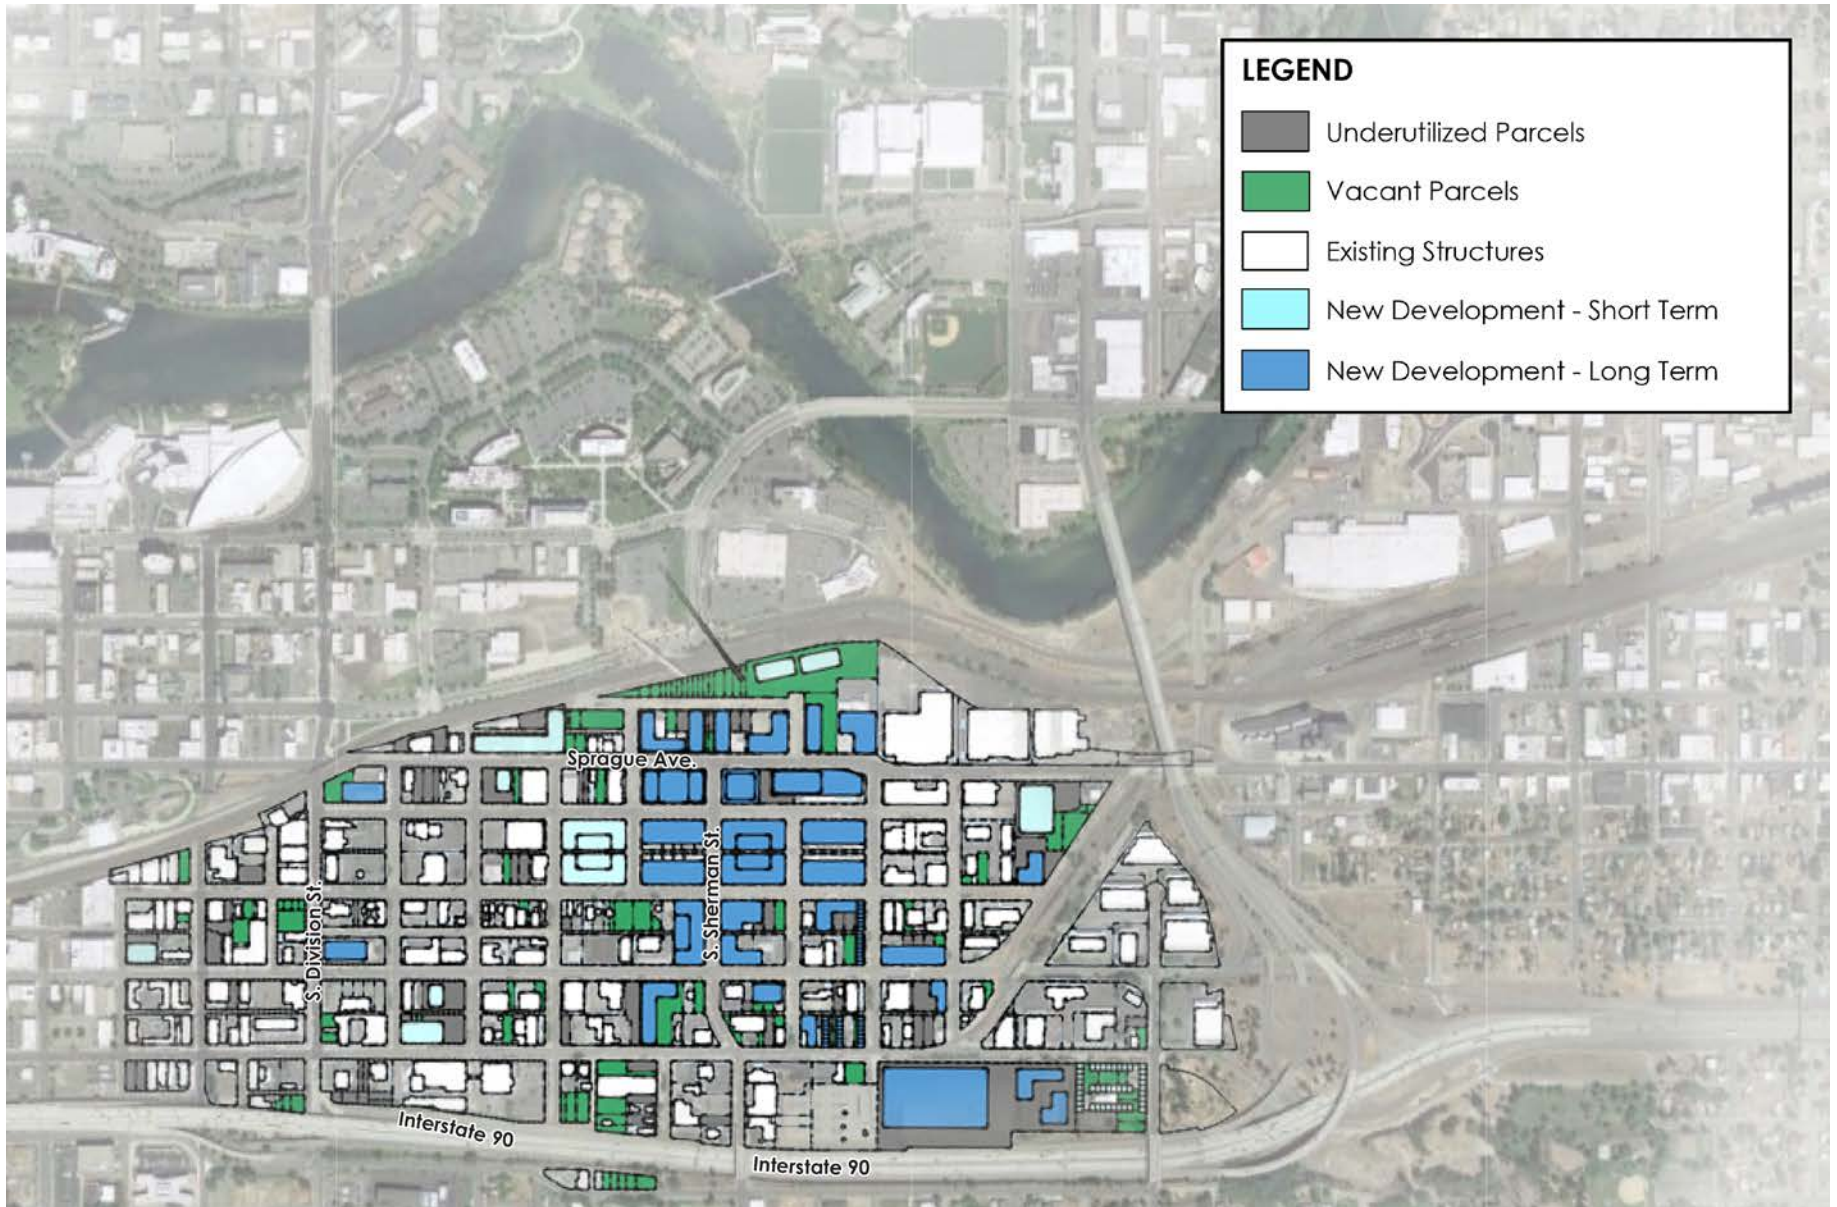 LEGEND
Underutilized Parcels
Vacant Parcels
Existing Structures
New Development - Short Term
New Development - Long Term
Sprague Ave.
S. Sherman St.
S. Division St.
Interstate 90
Interstate 90